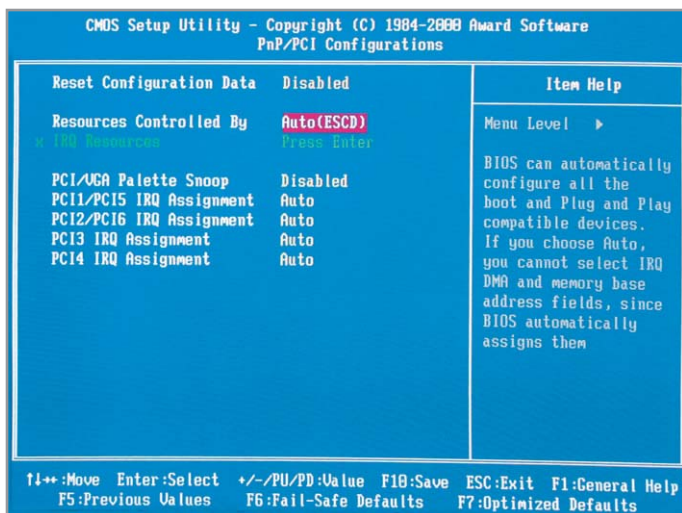 CMOS Setup Utility - Copyright (C) 1984-2000 Award Software
PnP/PCI Configurations
Reset Configuration Data Disabled
Resources Controlled By Auto(ESCD)
x IRQ Resources Press Enter
PCI/VGA Palette Snoop Disabled
PCI1/PCI5 IRQ Assignment Auto
PCI2/PCI6 IRQ Assignment Auto
PCI3 IRQ Assignment Auto
PCI4 IRQ Assignment Auto
Item Help
Menu Level ▶
BIOS can automatically
configure all the
boot and Plug and Play
compatible devices.
If you choose Auto,
you cannot select IRQ
DMA and memory base
address fields, since
BIOS automatically
assigns them
↑↓→←:Move Enter:Select +/-/PU/PD:Value F10:Save ESC:Exit F1:General Help
F5:Previous Values F6:Fail-Safe Defaults F7:Optimized Defaults